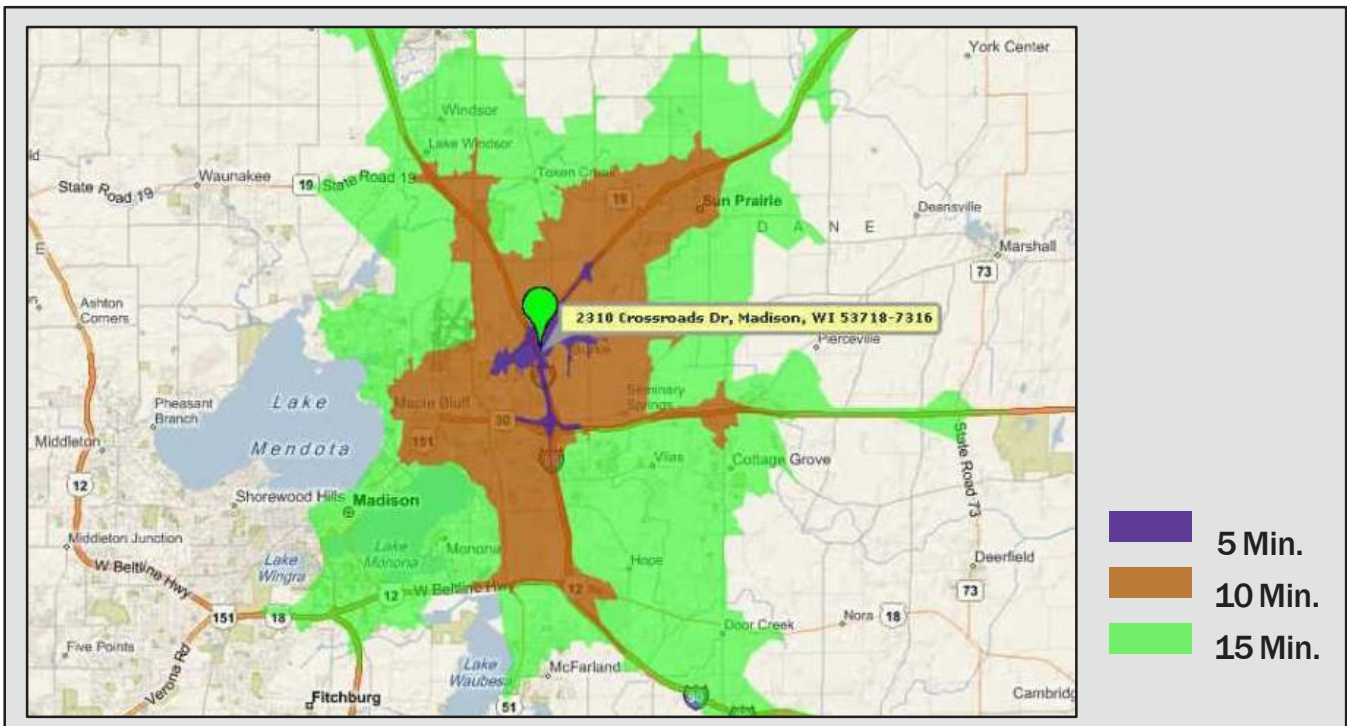 York Center
Windsor
Lake Windsor
Token Creek
Waunakee
State Road 19
19
State Road 19
19
Sun Prairie
Deansville
D A N E
Marshall
73
E
Ashton
Corners
2310 Crossroads Dr, Madison, WI 53718-7316
Burke
Pierceville
Lake
Mendota
Maple Bluff
Seminary
Springs
Pheasant
Branch
30
151
Middleton
12
State Road 73
Vilas
Cottage Grove
Shorewood Hills
Madison
Middleton Junction
Lake
Monona
Monona
Lake
Wingra
Hope
Deerfield
W Beltline Hwy
12
W Beltline Hwy
12
73
151
18
Door Creek
Nora
18
Five Points
Verona Rd
Lake
Waubesa
McFarland
Fitchburg
51
90
Cambridg
5 Min.
10 Min.
15 Min.